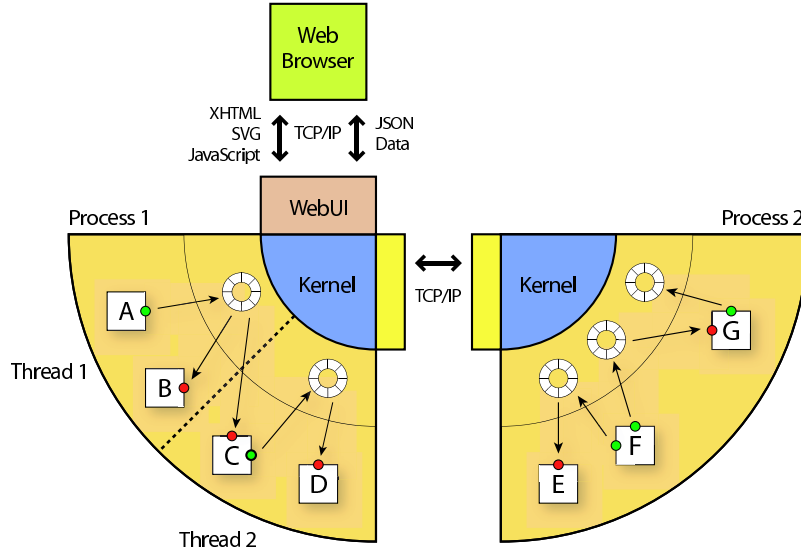 Web
Browser
XHTML
SVG
JavaScript
TCP/IP
JSON
Data
WebUI
Process 1
Process 2
Kernel
Kernel
TCP/IP
A
B
C
D
E
F
G
Thread 1
Thread 2